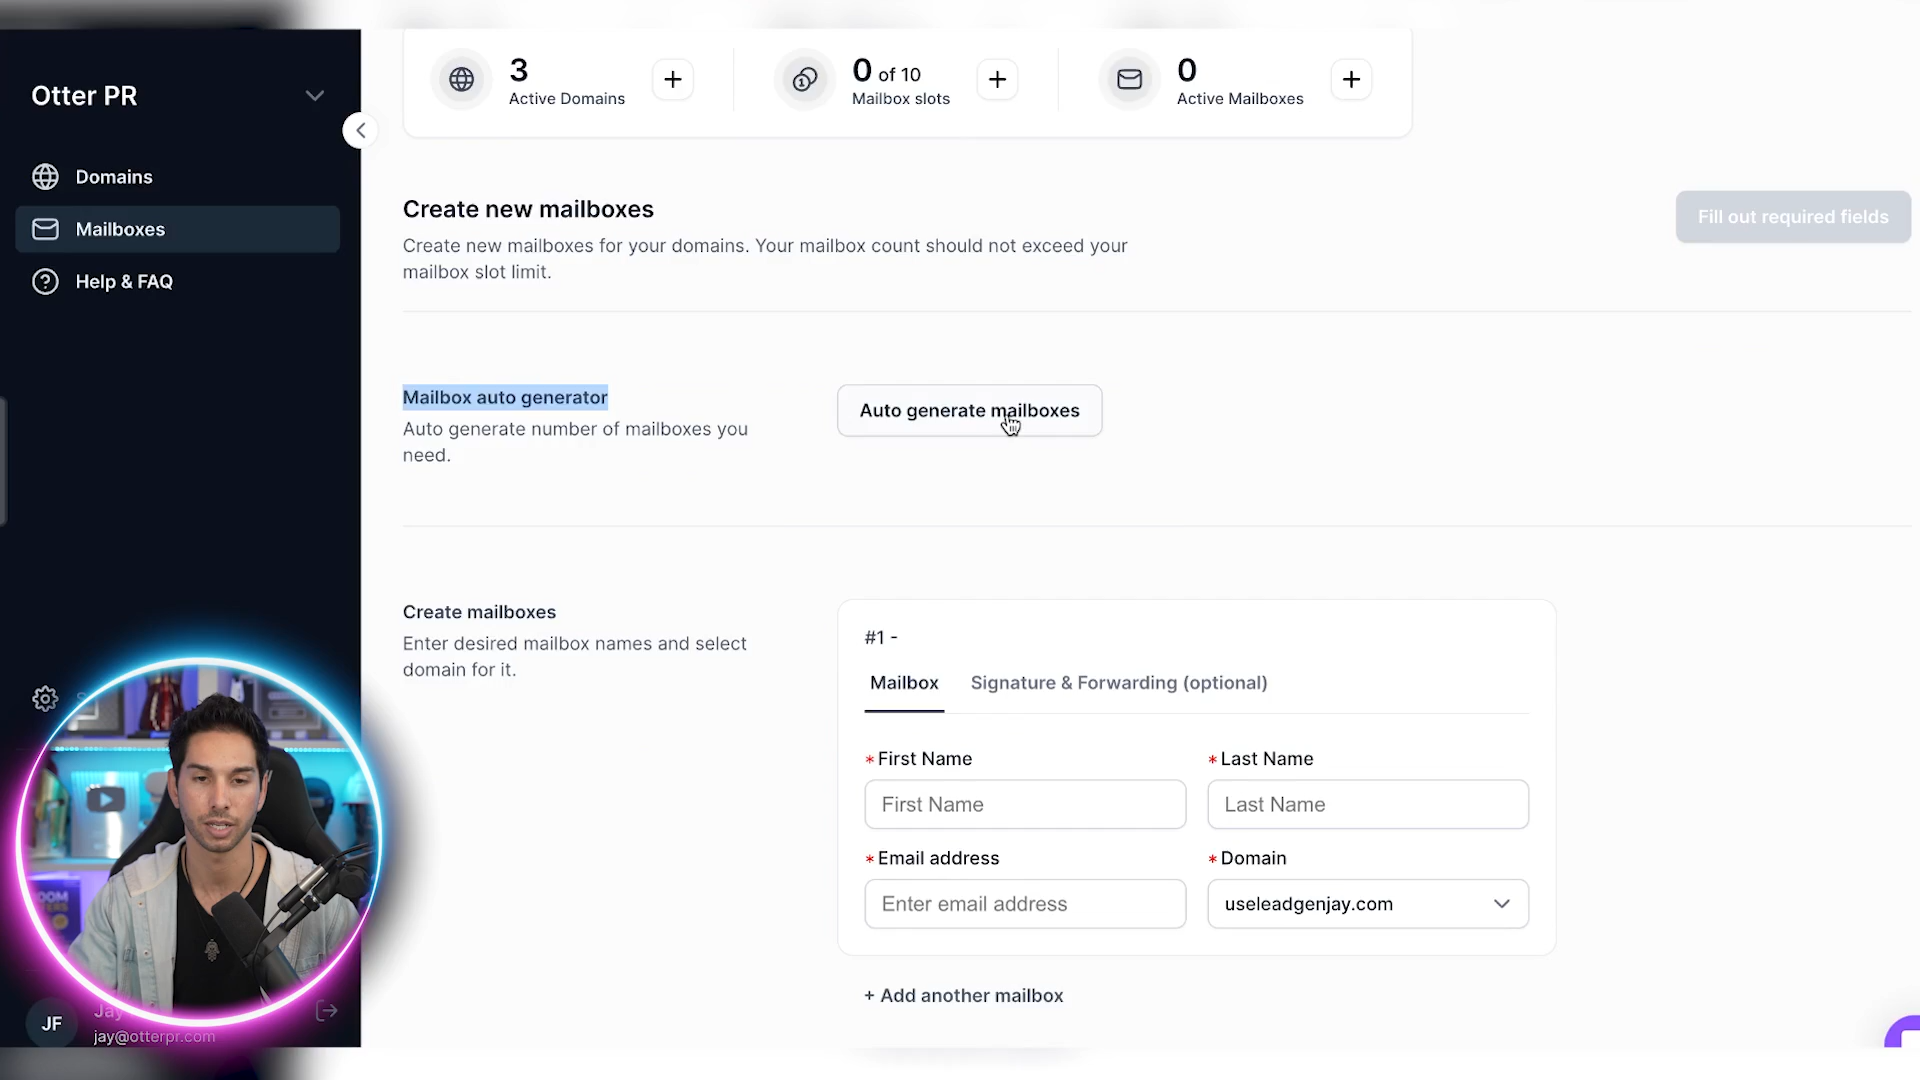 Otter PR
Domains
Mailboxes
Help & FAQ
Jay
jay@otterpr.com
JF
3
Active Domains
0 of 10
Mailbox slots
0
Active Mailboxes
Create new mailboxes
Create new mailboxes for your domains. Your mailbox count should not exceed your
mailbox slot limit.
Fill out required fields
Mailbox auto generator
Auto generate number of mailboxes you
need.
Auto generate mailboxes
Create mailboxes
Enter desired mailbox names and select
domain for it.
#1 -
Mailbox Signature & Forwarding (optional)
* First Name * Last Name
First Name Last Name
* Email address * Domain
Enter email address useleadgenjay.com
+ Add another mailbox